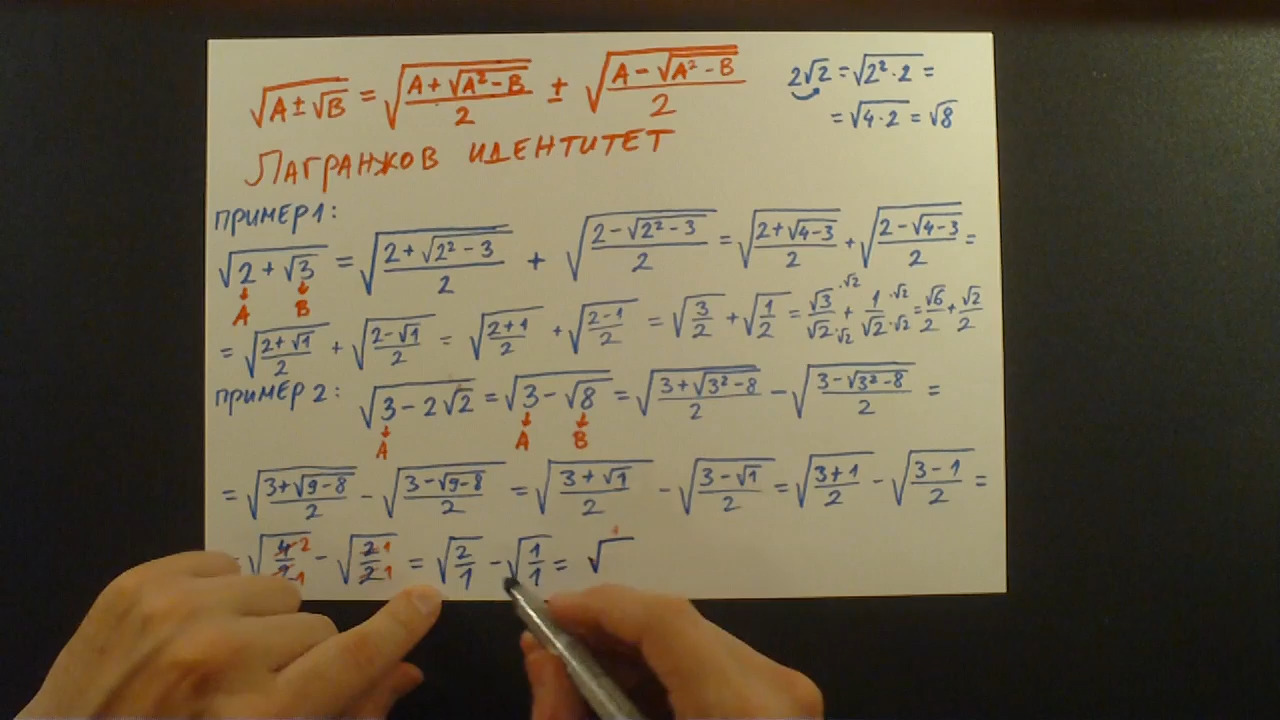 √(A ± √B) = √((A + √(A² − B))/2) ± √((A − √(A² − B))/2)
2√2 = √(2² · 2) =
= √(4 · 2) = √8
ЛАГРАНЖОВ ИДЕНТИТЕТ
ПРИМЕР 1:
√(2 + √3) = √((2 + √(2² − 3))/2) + √((2 − √(2² − 3))/2) = √((2 + √(4 − 3))/2) + √((2 − √(4 − 3))/2) =
A B
= √((2 + √1)/2) + √((2 − √1)/2) = √((2 + 1)/2) + √((2 − 1)/2) = √(3/2) + √(1/2) = √3/√2 ·√2/·√2 + 1/√2 ·√2/·√2 = √6/2 + √2/2
ПРИМЕР 2: √(3 − 2√2) = √(3 − √8) = √((3 + √(3² − 8))/2) − √((3 − √(3² − 8))/2) =
A A B
= √((3 + √(9 − 8))/2) − √((3 − √(9 − 8))/2) = √((3 + √1)/2) − √((3 − √1)/2) = √((3 + 1)/2) − √((3 − 1)/2) =
= √(4/2) 2 1 − √(2/2) 1 1 = √(2/1) − √(1/1) = √